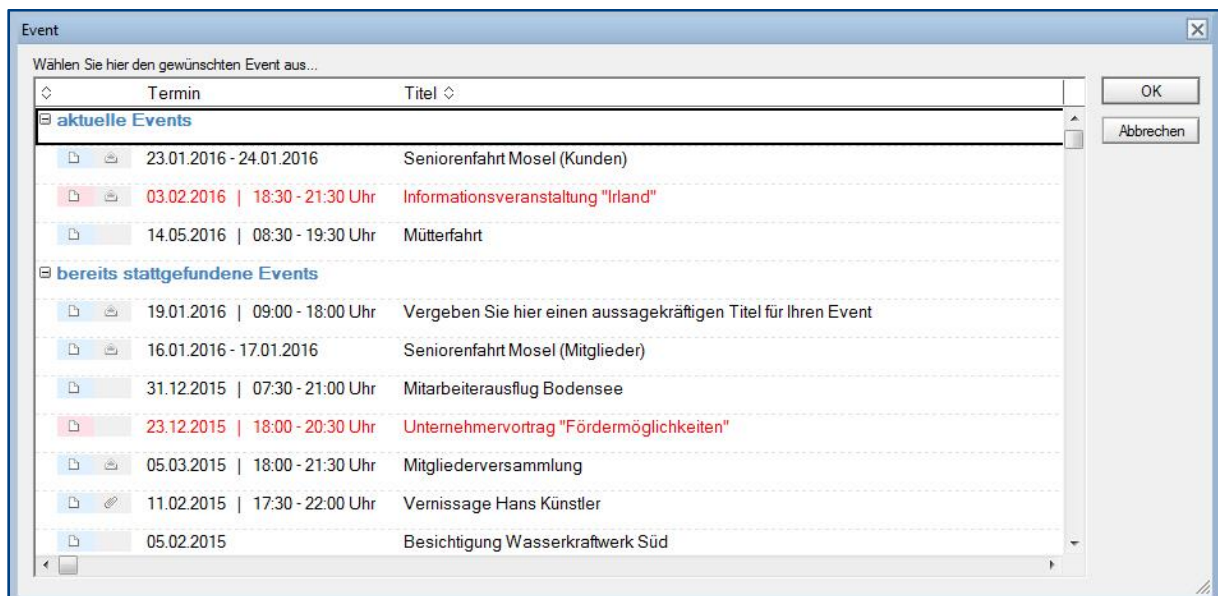 Event
Wählen Sie hier den gewünschten Event aus...
Termin Titel
OK
Abbrechen
aktuelle Events
23.01.2016 - 24.01.2016 Seniorenfahrt Mosel (Kunden)
03.02.2016 | 18:30 - 21:30 Uhr Informationsveranstaltung "Irland"
14.05.2016 | 08:30 - 19:30 Uhr Mütterfahrt
bereits stattgefundene Events
19.01.2016 | 09:00 - 18:00 Uhr Vergeben Sie hier einen aussagekräftigen Titel für Ihren Event
16.01.2016 - 17.01.2016 Seniorenfahrt Mosel (Mitglieder)
31.12.2015 | 07:30 - 21:00 Uhr Mitarbeiterausflug Bodensee
23.12.2015 | 18:00 - 20:30 Uhr Unternehmervortrag "Fördermöglichkeiten"
05.03.2015 | 18:00 - 21:30 Uhr Mitgliederversammlung
11.02.2015 | 17:30 - 22:00 Uhr Vernissage Hans Künstler
05.02.2015 Besichtigung Wasserkraftwerk Süd